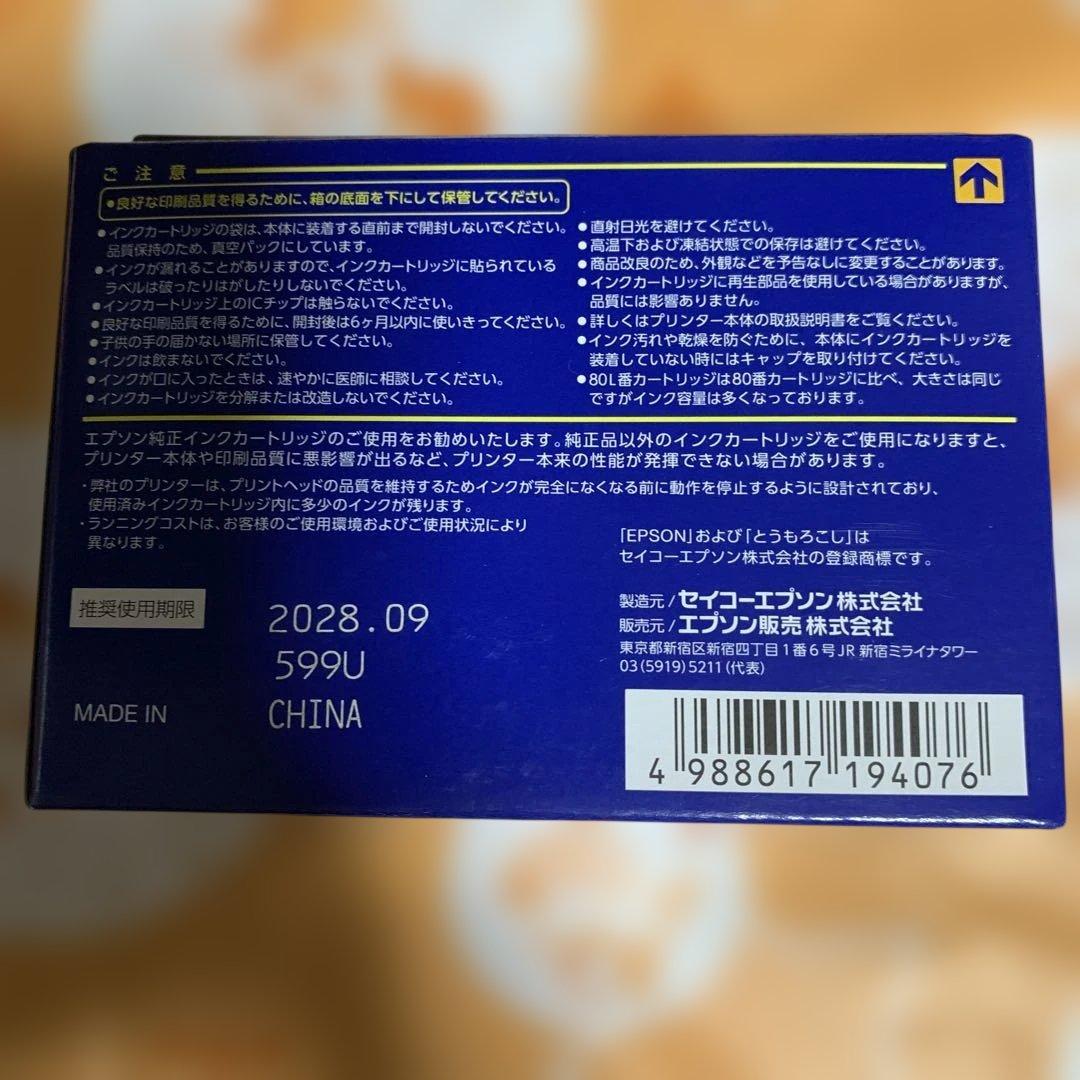 ご注意
●良好な印刷品質を得るために、箱の底面を下にして保管してください。
●インクカートリッジの袋は、本体に装着する直前まで開封しないでください。
品質保持のため、真空パックにしています。
●インクが漏れることがありますので、インクカートリッジに貼られている
ラベルは破ったりはがしたりしないでください。
●インクカートリッジ上のICチップは触らないでください。
●良好な印刷品質を得るために、開封後は6ヶ月以内に使いきってください。
●子供の手の届かない場所に保管してください。
●インクは飲まないでください。
●インクが口に入ったときは、速やかに医師に相談してください。
●インクカートリッジを分解または改造しないでください。
●直射日光を避けてください。
●高温下および凍結状態での保存は避けてください。
●商品改良のため、外観などを予告なしに変更することがあります。
●インクカートリッジに再生部品を使用している場合がありますが、
品質には影響ありません。
●詳しくはプリンター本体の取扱説明書をご覧ください。
●インク汚れや乾燥を防ぐために、本体にインクカートリッジを
装着していない時にはキャップを取り付けてください。
●80L番カートリッジは80番カートリッジに比べ、大きさは同じ
ですがインク容量は多くなっております。
エプソン純正インクカートリッジのご使用をお勧めいたします。純正品以外のインクカートリッジをご使用になりますと、
プリンター本体や印刷品質に悪影響が出るなど、プリンター本来の性能が発揮できない場合があります。
・弊社のプリンターは、プリントヘッドの品質を維持するためインクが完全になくなる前に動作を停止するように設計されており、
使用済みインクカートリッジ内に多少のインクが残ります。
・ランニングコストは、お客様のご使用環境およびご使用状況により
異なります。
「EPSON」および「とうもろこし」は
セイコーエプソン株式会社の登録商標です。
推奨使用期限
2028.09
599U
MADE IN CHINA
製造元/セイコーエプソン株式会社
販売元/エプソン販売株式会社
東京都新宿区新宿四丁目1番6号JR新宿ミライナタワー
03(5919)5211(代表)
4 988617 194076